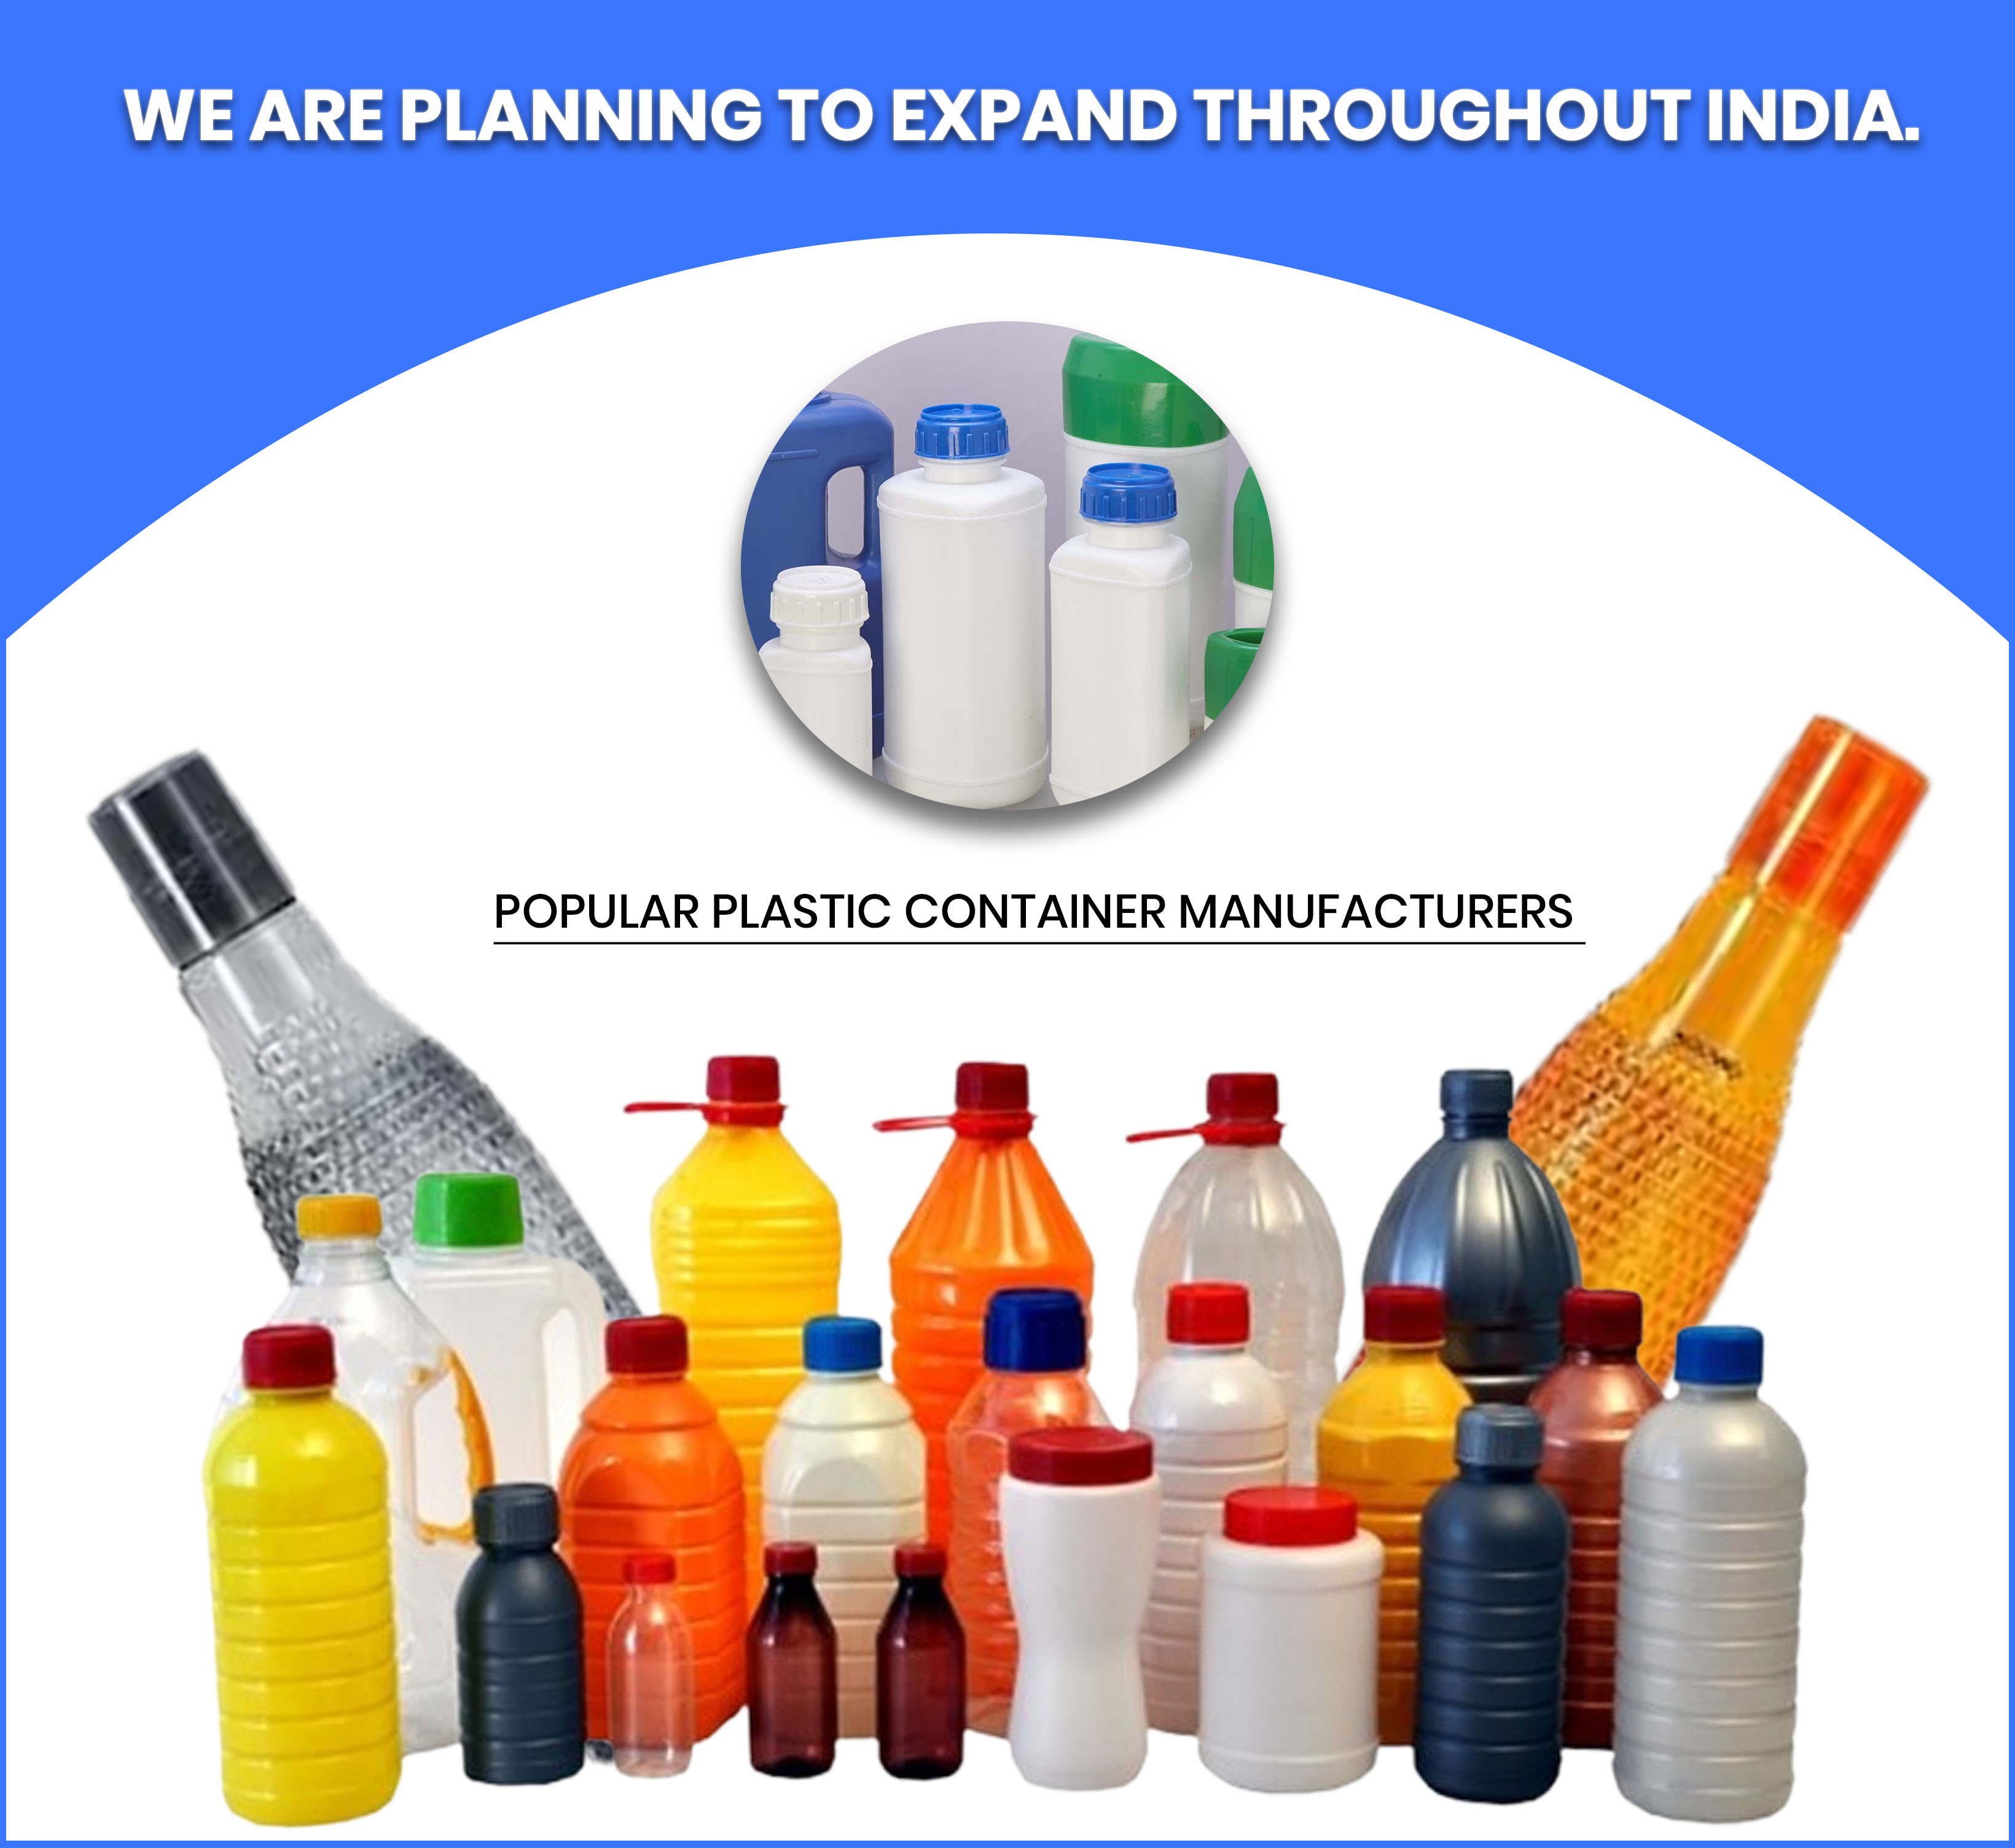 WE ARE PLANNING TO EXPAND THROUGHOUT INDIA.
POPULAR PLASTIC CONTAINER MANUFACTURERS